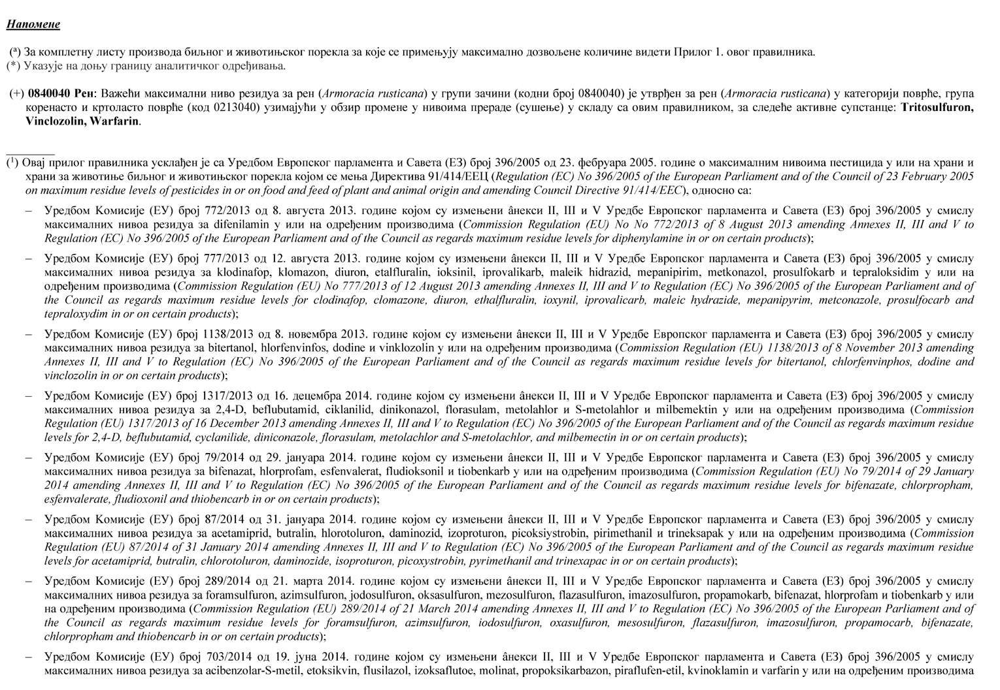 Напомене
(ª) За комплетну листу производа биљног и животињског порекла за које се примењују максимално дозвољене количине видети Прилог 1. овог правилника.
(*) Указује на доњу границу аналитичког одређивања.
(+) 0840040 Рен: Важећи максимални ниво резидуа за рен (Armoracia rusticana) у групи зачини (кодни број 0840040) је утврђен за рен (Armoracia rusticana) у категорији поврће, група
коренасто и кртоласто поврће (код 0213040) узимајући у обзир промене у нивоима прераде (сушење) у складу са овим правилником, за следеће активне супстанце: Tritosulfuron,
Vinclozolin, Warfarin.
(¹) Овај прилог правилника усклађен је са Уредбом Европског парламента и Савета (ЕЗ) број 396/2005 од 23. фебруара 2005. године о максималним нивоима пестицида у или на храни и
храни за животиње биљног и животињског порекла којом се мења Директива 91/414/ЕЕЦ (Regulation (EC) No 396/2005 of the European Parliament and of the Council of 23 February 2005
on maximum residue levels of pesticides in or on food and feed of plant and animal origin and amending Council Directive 91/414/EEC), односно са:
– Уредбом Комисије (ЕУ) број 772/2013 од 8. августа 2013. године којом су измењени âнекси II, III и V Уредбе Европског парламента и Савета (ЕЗ) број 396/2005 у смислу
максималних нивоа резидуа за difenilamin у или на одређеним производима (Commission Regulation (EU) No No 772/2013 of 8 August 2013 amending Annexes II, III and V to
Regulation (EC) No 396/2005 of the European Parliament and of the Council as regards maximum residue levels for diphenylamine in or on certain products);
– Уредбом Комисије (ЕУ) број 777/2013 од 12. августа 2013. године којом су измењени âнекси II, III и V Уредбе Европског парламента и Савета (ЕЗ) број 396/2005 у смислу
максималних нивоа резидуа за klodinafop, klomazon, diuron, etalfluralin, ioksinil, iprovalikarb, maleik hidrazid, mepanipirim, metkonazol, prosulfokarb и tepraloksidim у или на
одређеним производима (Commission Regulation (EU) No 777/2013 of 12 August 2013 amending Annexes II, III and V to Regulation (EC) No 396/2005 of the European Parliament and of
the Council as regards maximum residue levels for clodinafop, clomazone, diuron, ethalfluralin, ioxynil, iprovalicarb, maleic hydrazide, mepanipyrim, metconazole, prosulfocarb and
tepraloxydim in or on certain products);
– Уредбом Комисије (ЕУ) број 1138/2013 од 8. новембра 2013. године којом су измењени âнекси II, III и V Уредбе Европског парламента и Савета (ЕЗ) број 396/2005 у смислу
максималних нивоа резидуа за bitertanol, hlorfenvinfos, dodine и vinklozolin у или на одређеним производима (Commission Regulation (EU) 1138/2013 of 8 November 2013 amending
Annexes II, III and V to Regulation (EC) No 396/2005 of the European Parliament and of the Council as regards maximum residue levels for bitertanol, chlorfenvinphos, dodine and
vinclozolin in or on certain products);
– Уредбом Комисије (ЕУ) број 1317/2013 од 16. децембра 2014. године којом су измењени âнекси II, III и V Уредбе Европског парламента и Савета (ЕЗ) број 396/2005 у смислу
максималних нивоа резидуа за 2,4-D, beflubutamid, ciklanilid, dinikonazol, florasulam, metolahlor и S-metolahlor и milbemektin у или на одређеним производима (Commission
Regulation (EU) 1317/2013 of 16 December 2013 amending Annexes II, III and V to Regulation (EC) No 396/2005 of the European Parliament and of the Council as regards maximum residue
levels for 2,4-D, beflubutamid, cyclanilide, diniconazole, florasulam, metolachlor and S-metolachlor, and milbemectin in or on certain products);
– Уредбом Комисије (ЕУ) број 79/2014 од 29. јануара 2014. године којом су измењени âнекси II, III и V Уредбе Европског парламента и Савета (ЕЗ) број 396/2005 у смислу
максималних нивоа резидуа за bifenazat, hlorprofam, esfenvalerat, fludioksonil и tiobenkarb у или на одређеним производима (Commission Regulation (EU) No 79/2014 of 29 January
2014 amending Annexes II, III and V to Regulation (EC) No 396/2005 of the European Parliament and of the Council as regards maximum residue levels for bifenazate, chlorpropham,
esfenvalerate, fludioxonil and thiobencarb in or on certain products);
– Уредбом Комисије (ЕУ) број 87/2014 од 31. јануара 2014. године којом су измењени âнекси II, III и V Уредбе Европског парламента и Савета (ЕЗ) број 396/2005 у смислу
максималних нивоа резидуа за acetamiprid, butralin, hlorotoluron, daminozid, izoproturon, picoksiystrobin, pirimethanil и trineksapak у или на одређеним производима (Commission
Regulation (EU) 87/2014 of 31 January 2014 amending Annexes II, III and V to Regulation (EC) No 396/2005 of the European Parliament and of the Council as regards maximum residue
levels for acetamiprid, butralin, chlorotoluron, daminozide, isoproturon, picoxystrobin, pyrimethanil and trinexapac in or on certain products);
– Уредбом Комисије (ЕУ) број 289/2014 од 21. марта 2014. године којом су измењени âнекси II, III и V Уредбе Европског парламента и Савета (ЕЗ) број 396/2005 у смислу
максималних нивоа резидуа за foramsulfuron, azimsulfuron, jodosulfuron, oksasulfuron, mezosulfuron, flazasulfuron, imazosulfuron, propamokarb, bifenazat, hlorprofam и tiobenkarb у или
на одређеним производима (Commission Regulation (EU) 289/2014 of 21 March 2014 amending Annexes II, III and V to Regulation (EC) No 396/2005 of the European Parliament and of
the Council as regards maximum residue levels for foramsulfuron, azimsulfuron, iodosulfuron, oxasulfuron, mesosulfuron, flazasulfuron, imazosulfuron, propamocarb, bifenazate,
chlorpropham and thiobencarb in or on certain products);
– Уредбом Комисије (ЕУ) број 703/2014 од 19. јуна 2014. године којом су измењени âнекси II, III и V Уредбе Европског парламента и Савета (ЕЗ) број 396/2005 у смислу
максималних нивоа резидуа за acibenzolar-S-metil, etoksikvin, flusilazol, izoksaflutoe, molinat, propoksikarbazon, piraflufen-etil, kvinoklamin и varfarin у или на одређеним производима